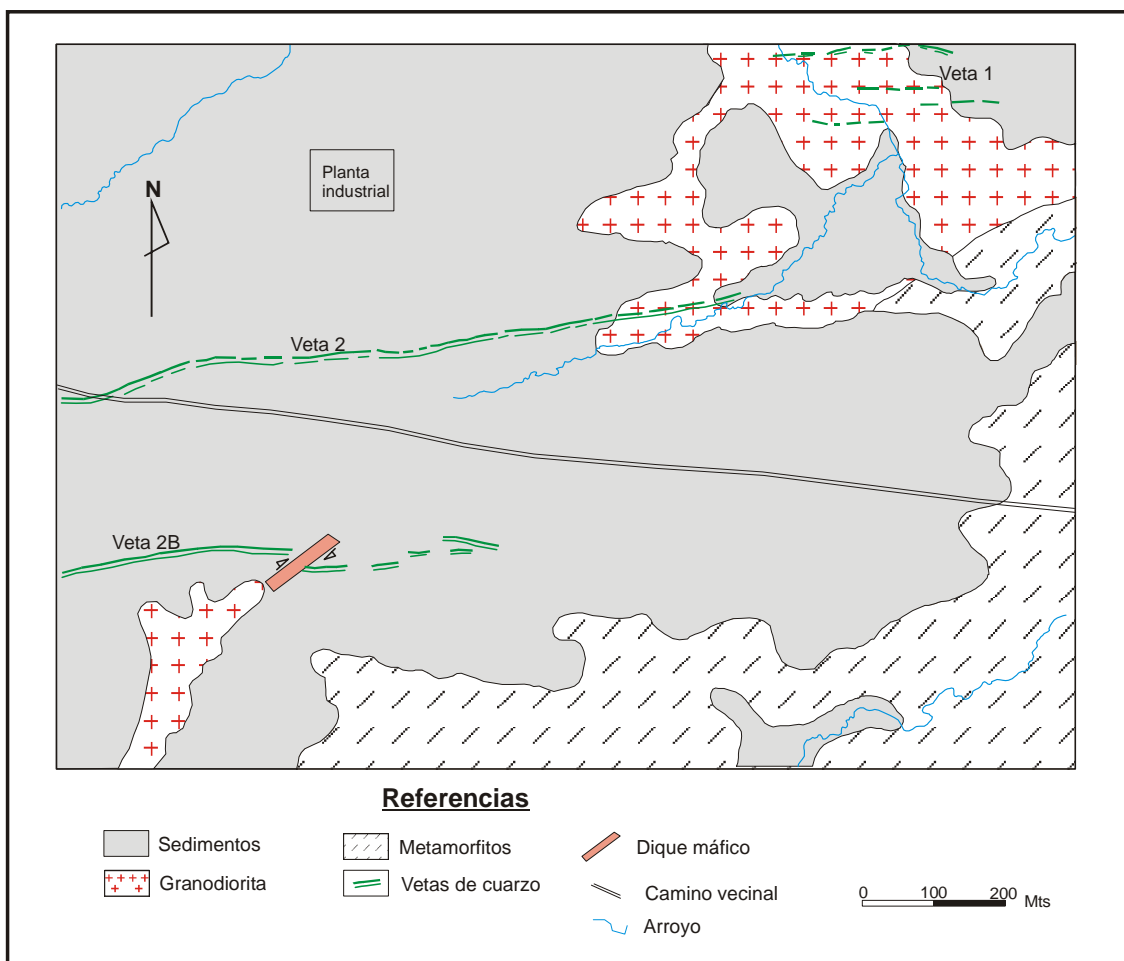 Veta 1
Planta
industrial
N
Veta 2
Veta 2B
Referencias
Sedimentos
Metamorfitos
Dique máfico
Granodiorita
Vetas de cuarzo
Camino vecinal
Arroyo
0 100 200
Mts